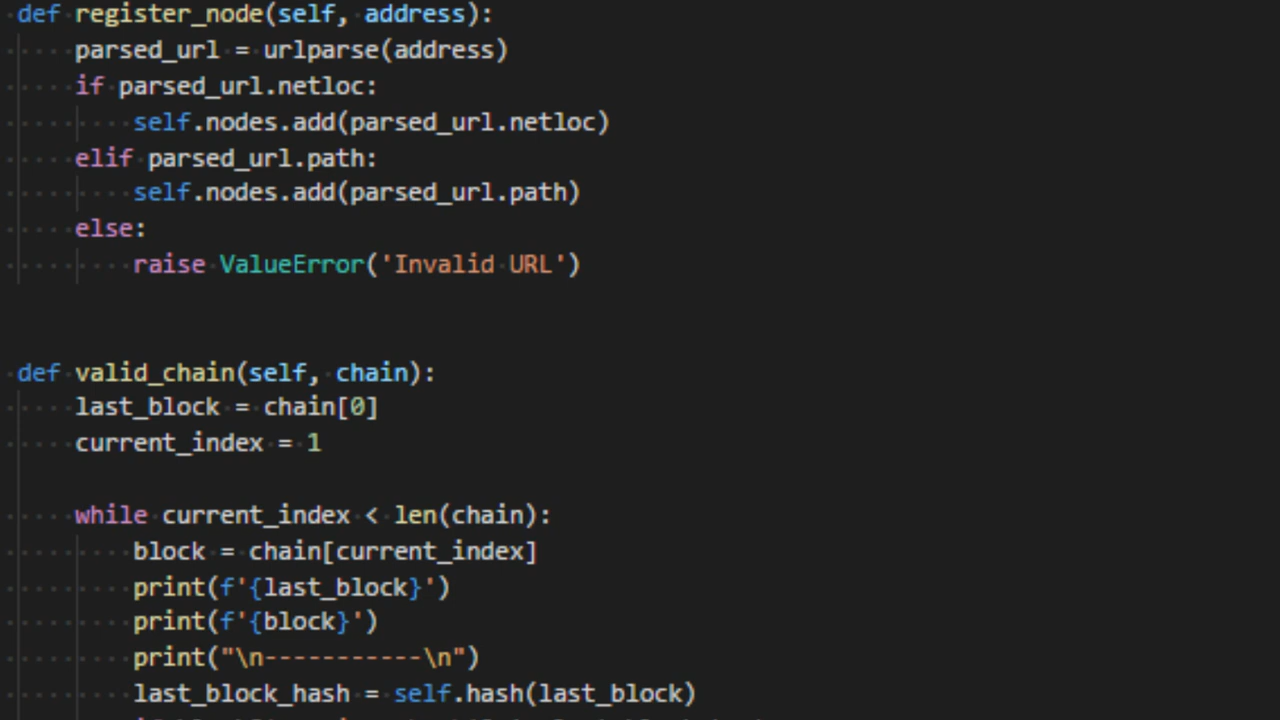 def register_node(self, address):
    parsed_url = urlparse(address)
    if parsed_url.netloc:
        self.nodes.add(parsed_url.netloc)
    elif parsed_url.path:
        self.nodes.add(parsed_url.path)
    else:
        raise ValueError('Invalid URL')
def valid_chain(self, chain):
    last_block = chain[0]
    current_index = 1
    while current_index < len(chain):
        block = chain[current_index]
        print(f'{last_block}')
        print(f'{block}')
        print("\n-----------\n")
        last_block_hash = self.hash(last_block)